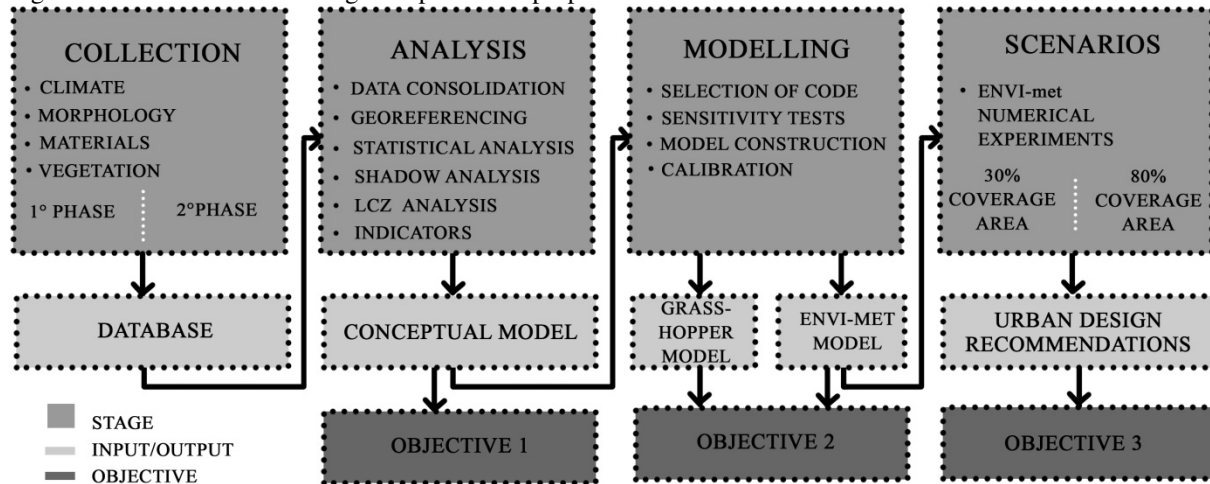 COLLECTION
• CLIMATE
• MORPHOLOGY
• MATERIALS
• VEGETATION
1° PHASE
2°PHASE
DATABASE
ANALYSIS
• DATA CONSOLIDATION
• GEOREFERENCING
• STATISTICAL ANALYSIS
• SHADOW ANALYSIS
• LCZ ANALYSIS
• INDICATORS
CONCEPTUAL MODEL
OBJECTIVE 1
MODELLING
• SELECTION OF CODE
• SENSITIVITY TESTS
• MODEL CONSTRUCTION
• CALIBRATION
GRASS-
HOPPER
MODEL
ENVI-MET
MODEL
OBJECTIVE 2
SCENARIOS
• ENVI-met
NUMERICAL
EXPERIMENTS
30%
COVERAGE
AREA
80%
COVERAGE
AREA
URBAN DESIGN
RECOMMENDATIONS
OBJECTIVE 3
STAGE
INPUT/OUTPUT
OBJECTIVE